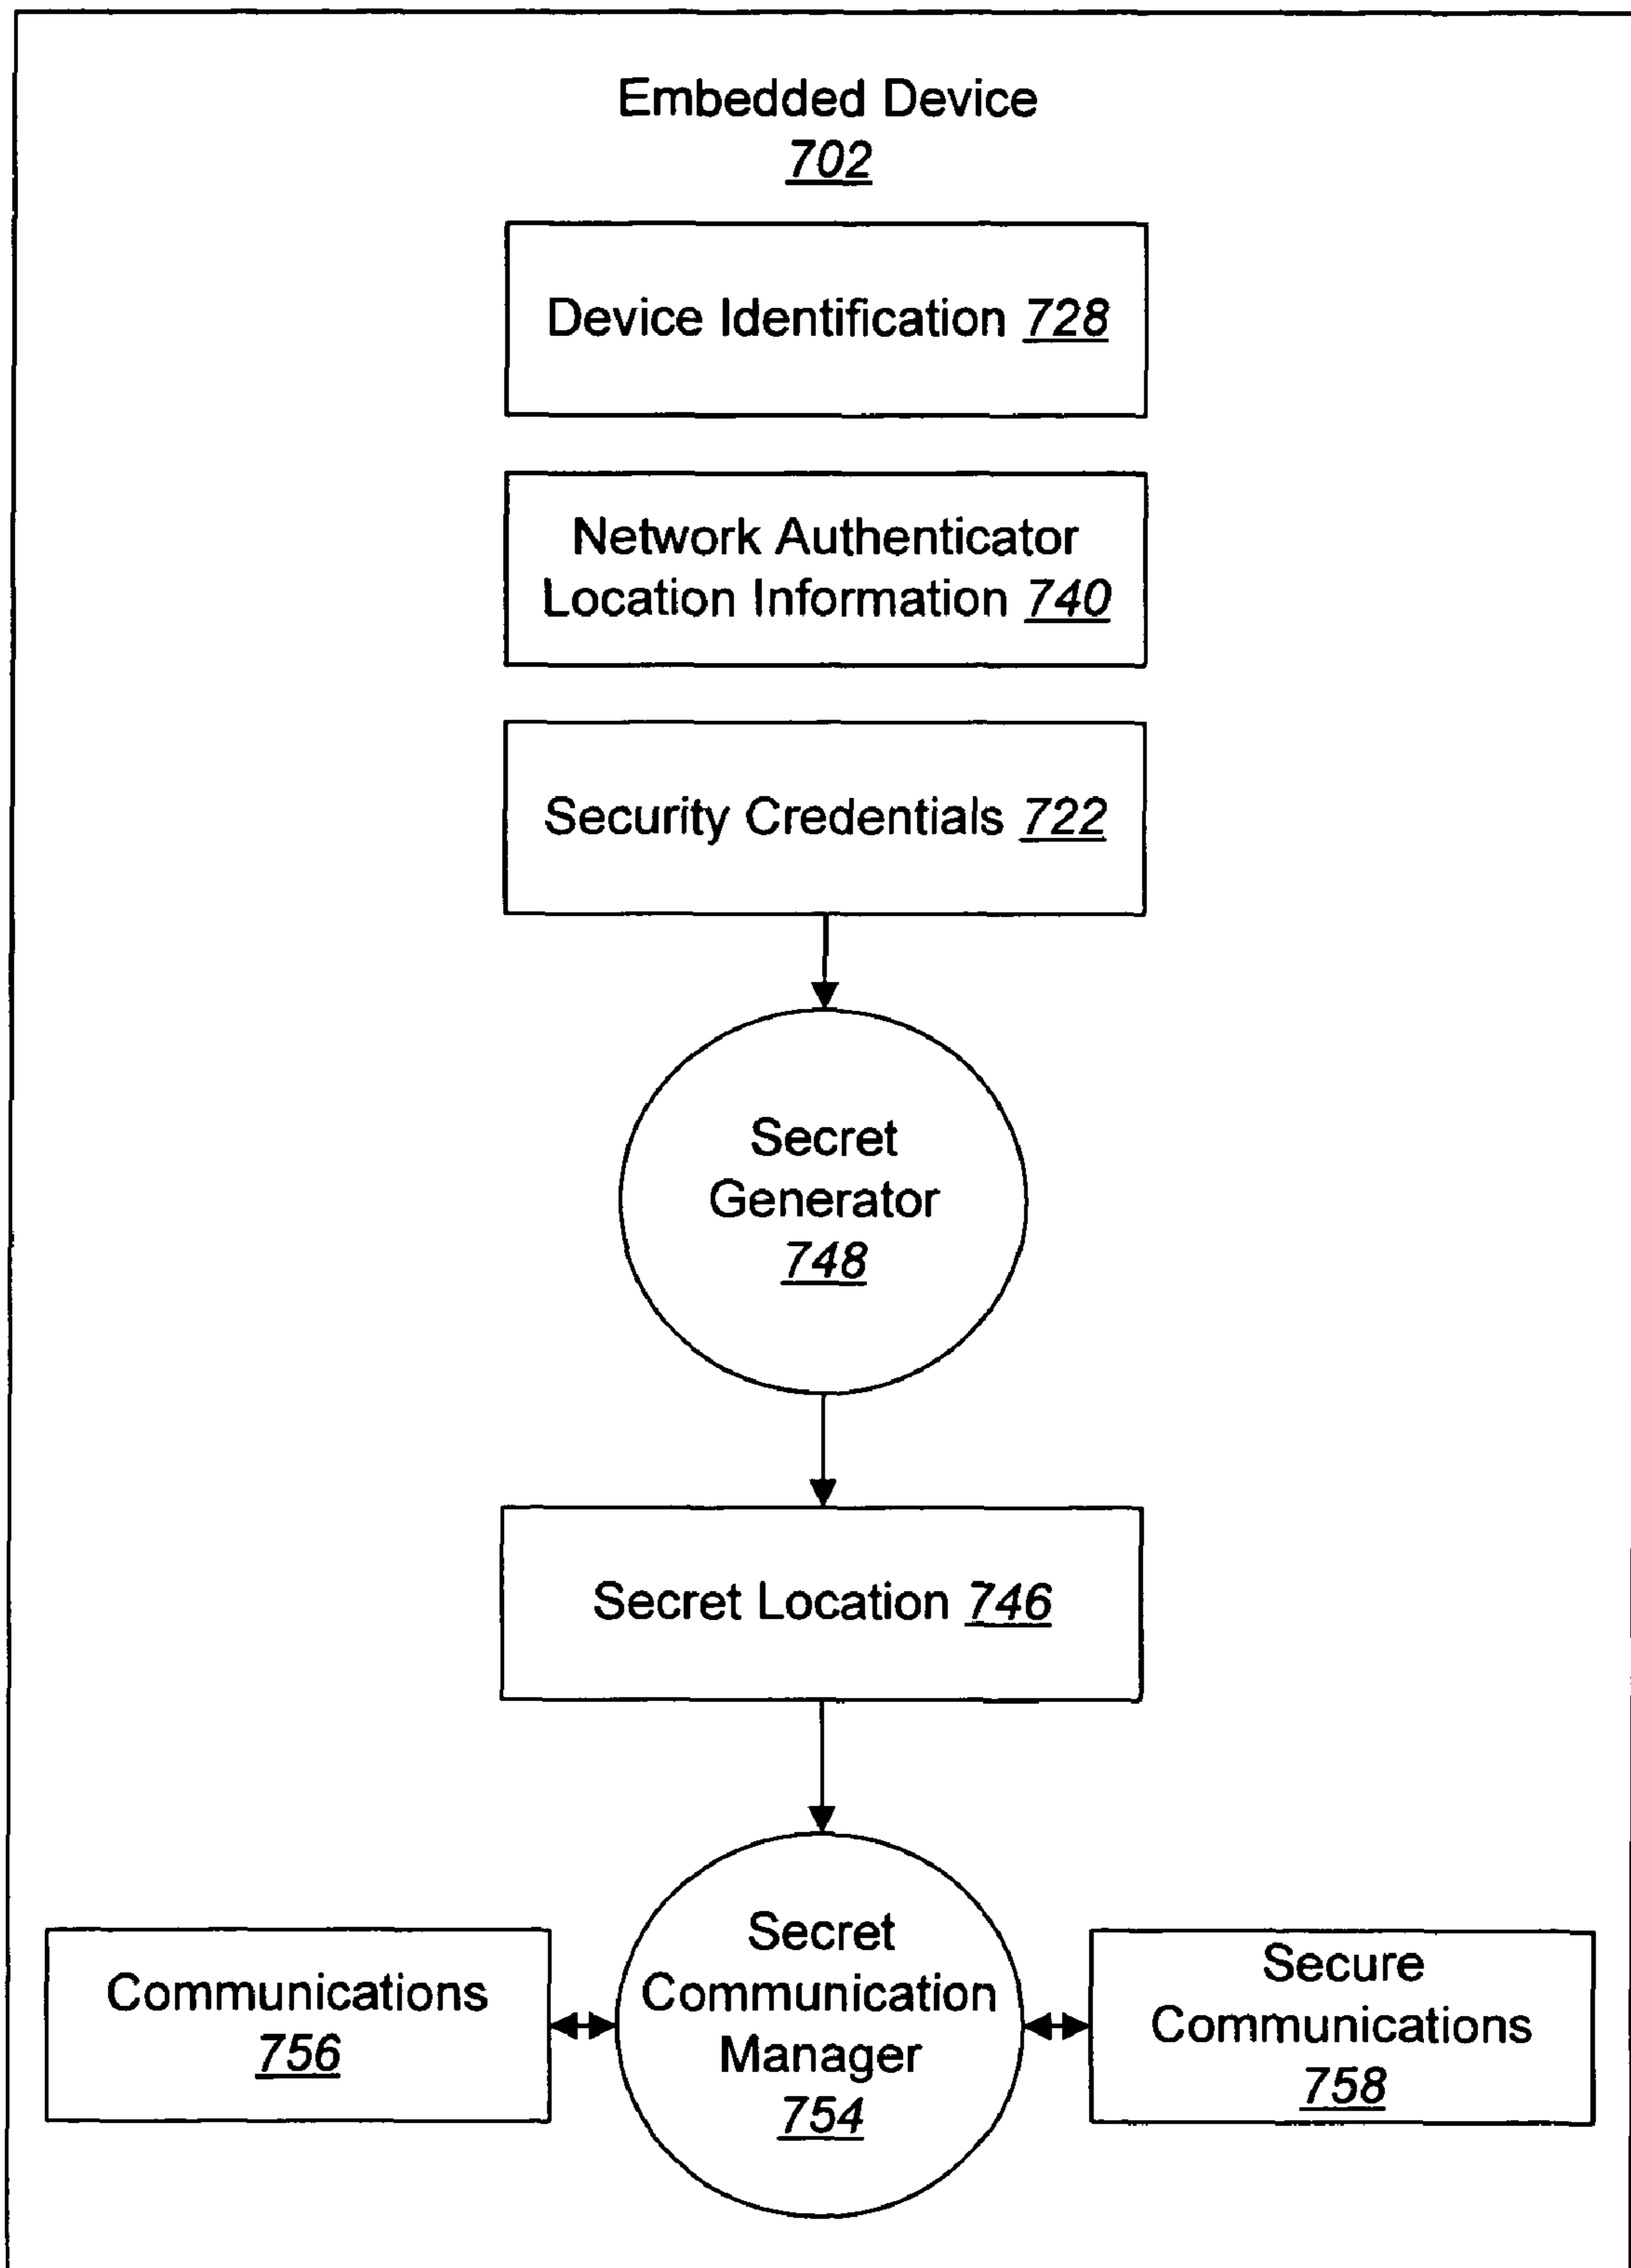 Embedded Device
702
Device Identification 728
Network Authenticator
Location Information 740
Security Credentials 722
Secret
Generator
748
Secret Location 746
Communications
756
Secret
Communication
Manager
754
Secure
Communications
758